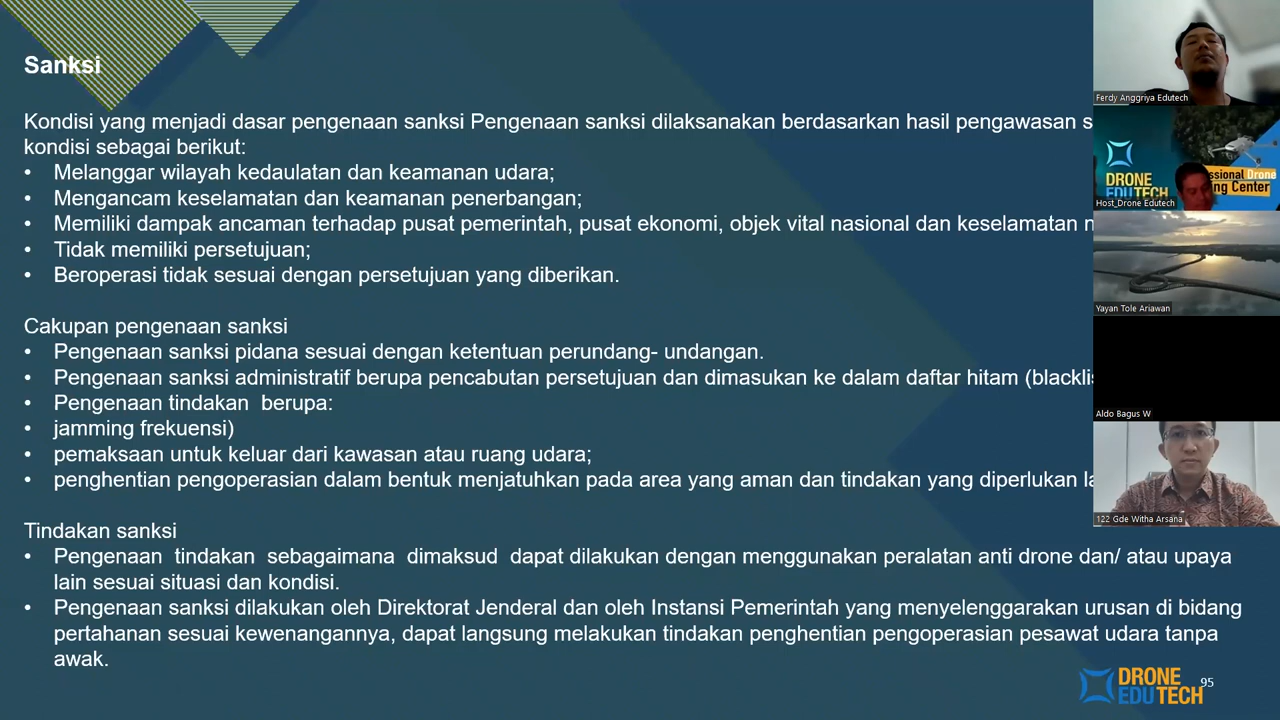 Sanksi
Kondisi yang menjadi dasar pengenaan sanksi Pengenaan sanksi dilaksanakan berdasarkan hasil pengawasan
kondisi sebagai berikut:
• Melanggar wilayah kedaulatan dan keamanan udara;
• Mengancam keselamatan dan keamanan penerbangan;
• Memiliki dampak ancaman terhadap pusat pemerintah, pusat ekonomi, objek vital nasional dan keselamatan
• Tidak memiliki persetujuan;
• Beroperasi tidak sesuai dengan persetujuan yang diberikan.
Cakupan pengenaan sanksi
• Pengenaan sanksi pidana sesuai dengan ketentuan perundang- undangan.
• Pengenaan sanksi administratif berupa pencabutan persetujuan dan dimasukan ke dalam daftar hitam
• Pengenaan tindakan  berupa:
• jamming frekuensi)
• pemaksaan untuk keluar dari kawasan atau ruang udara;
• penghentian pengoperasian dalam bentuk menjatuhkan pada area yang aman dan tindakan yang diperlukan
Tindakan sanksi
• Pengenaan  tindakan  sebagaimana  dimaksud  dapat dilakukan dengan menggunakan peralatan anti drone dan/ atau upaya
lain sesuai situasi dan kondisi.
• Pengenaan sanksi dilakukan oleh Direktorat Jenderal dan oleh Instansi Pemerintah yang menyelenggarakan urusan di bidang
pertahanan sesuai kewenangannya, dapat langsung melakukan tindakan penghentian pengoperasian pesawat udara tanpa
awak.
DRONE
EDUTECH
95
Ferdy Anggriya Edutech
DRONE
EDUTECH
Drone
Center
Host_Drone Edutech
Yayan Tole Ariawan
Aldo Bagus W
122 Gde Witha Arsana